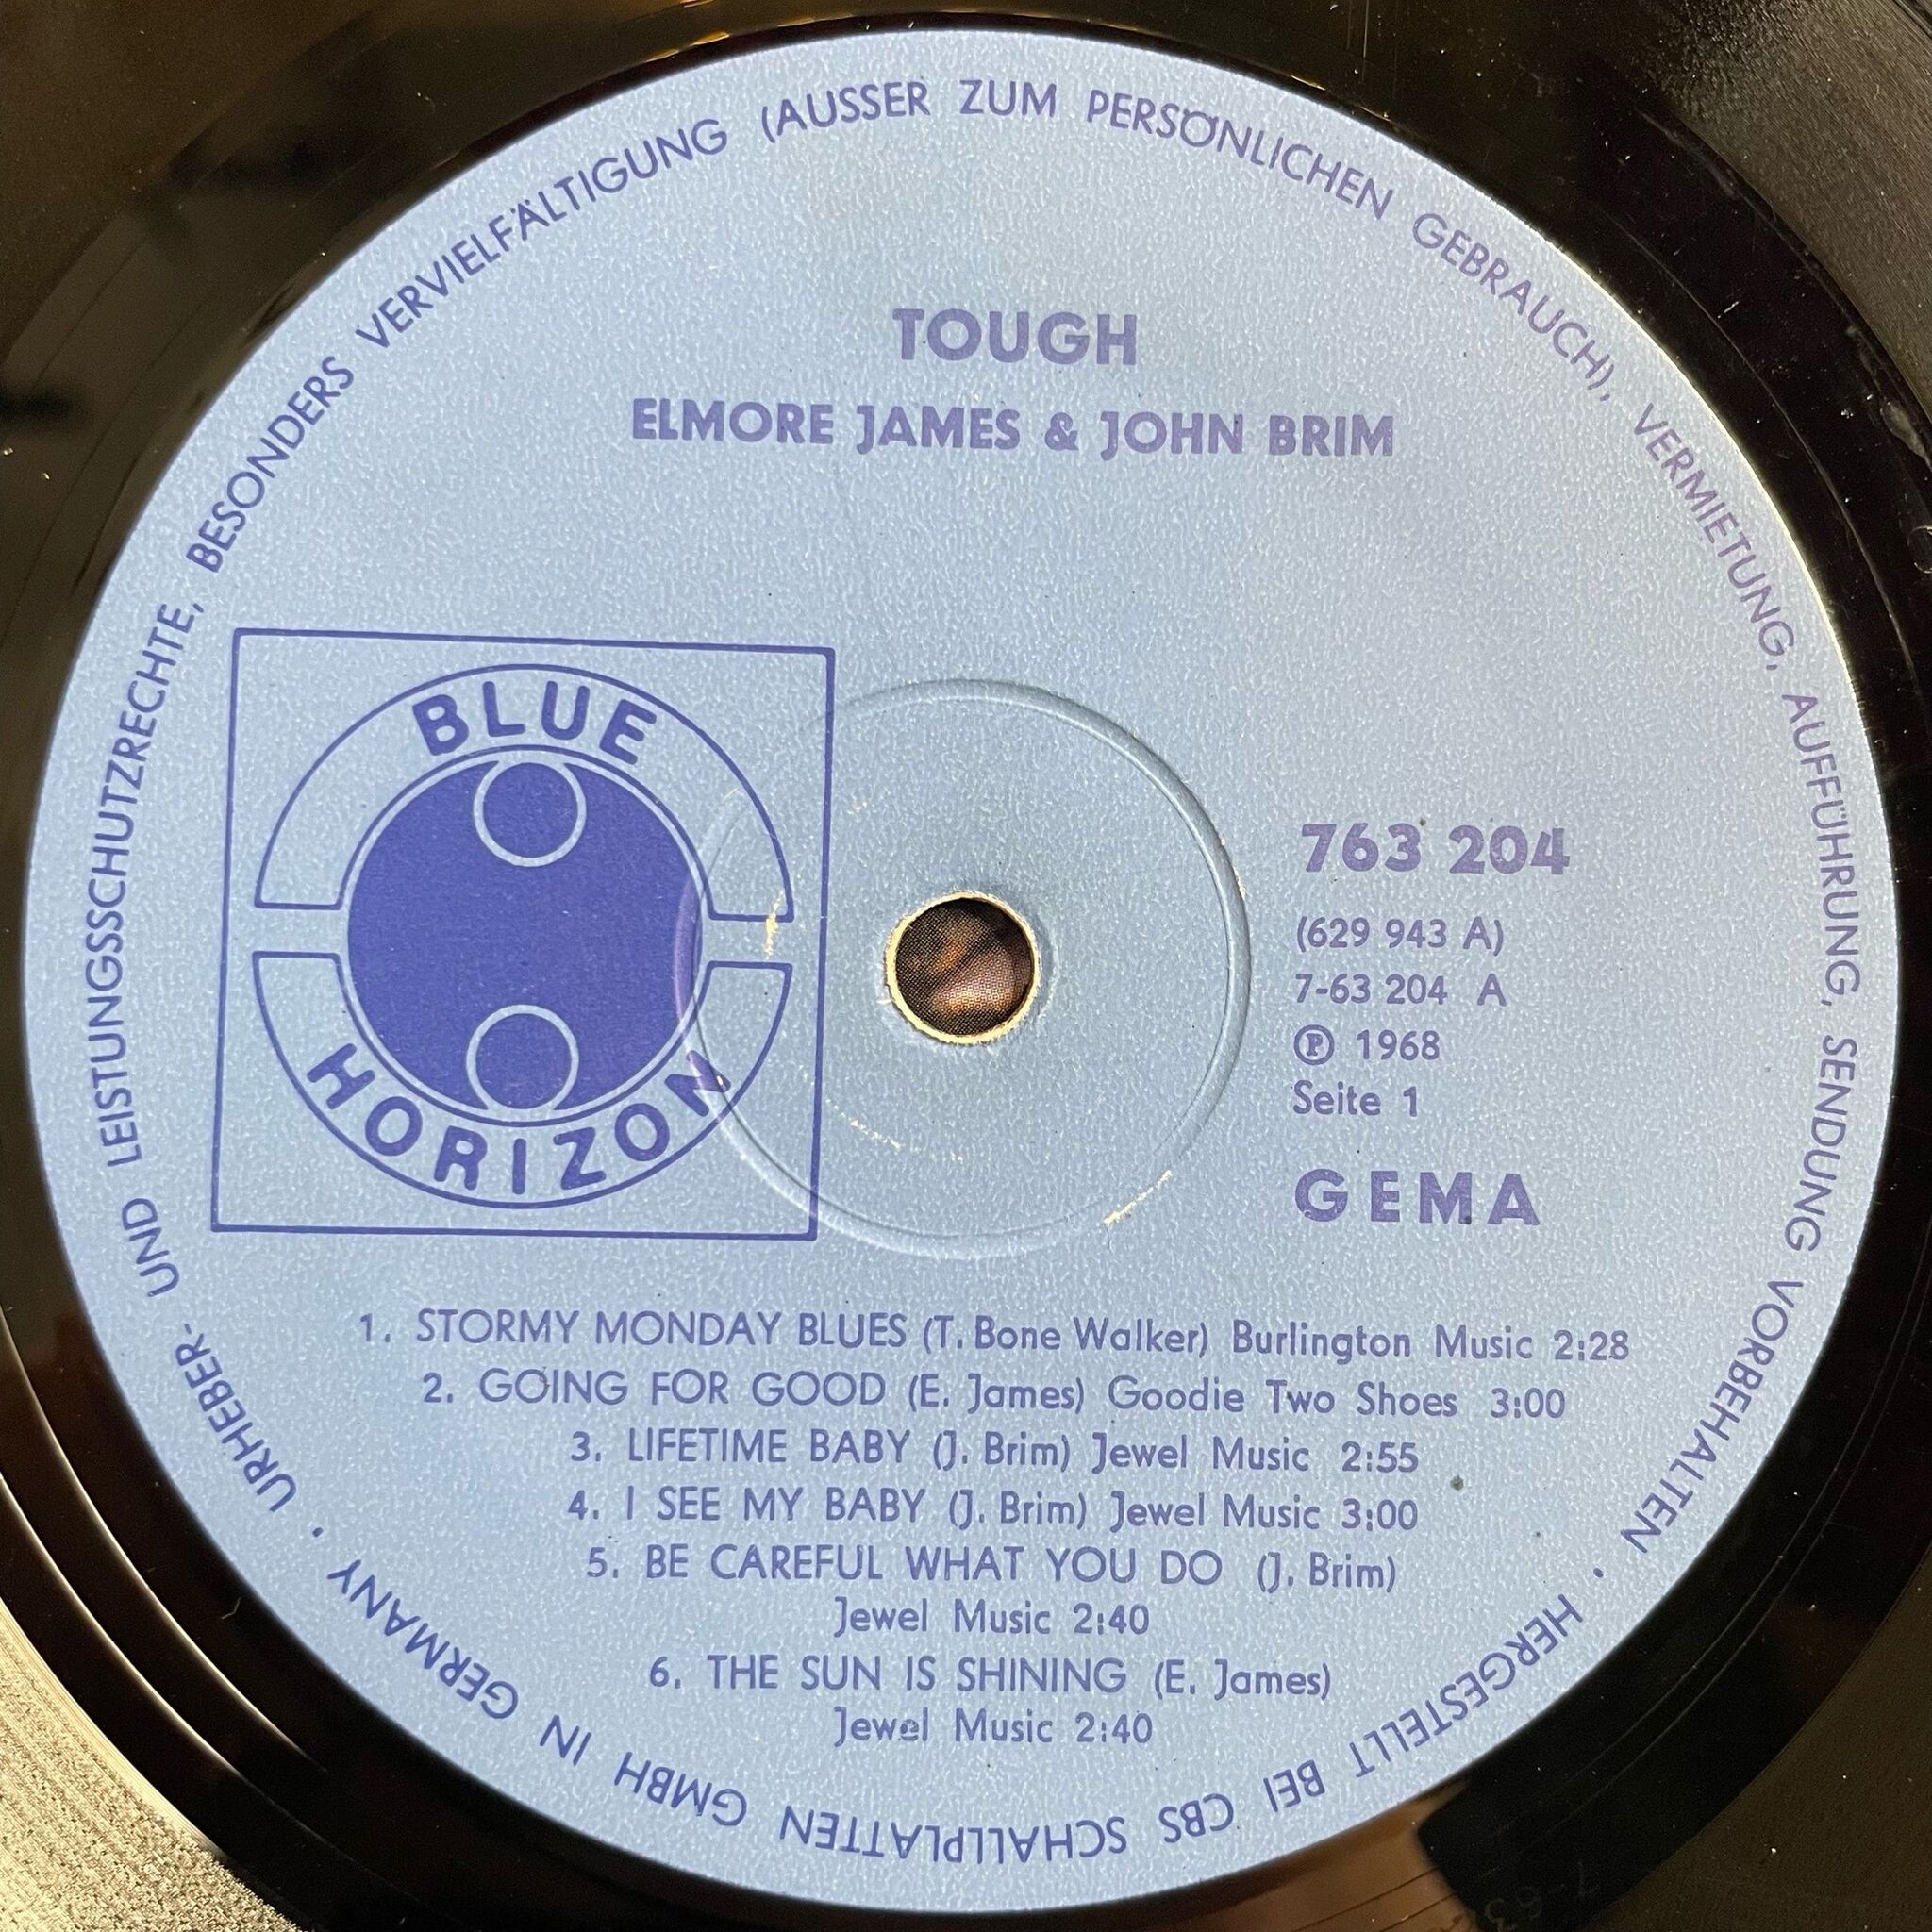 URHEBER- UND LEISTUNGSSCHUTZRECHTE, BESONDERS VERVIELFÄLTIGUNG (AUSSER ZUM PERSÖNLICHEN GEBRAUCH), VERMIETUNG, AUFFÜHRUNG, SENDUNG VORBEHALTEN · HERGESTELLT BEI CBS SCHALLPLATTEN GMBH IN GERMANY ·
TOUGH
ELMORE JAMES & JOHN BRIM
BLUE
HORIZON
763 204
(629 943 A)
7-63 204 A
℗ 1968
Seite 1
GEMA
1. STORMY MONDAY BLUES (T. Bone Walker) Burlington Music 2:28
2. GOING FOR GOOD (E. James) Goodie Two Shoes 3:00
3. LIFETIME BABY (J. Brim) Jewel Music 2:55
4. I SEE MY BABY (J. Brim) Jewel Music 3:00
5. BE CAREFUL WHAT YOU DO (J. Brim)
Jewel Music 2:40
6. THE SUN IS SHINING (E. James)
Jewel Music 2:40